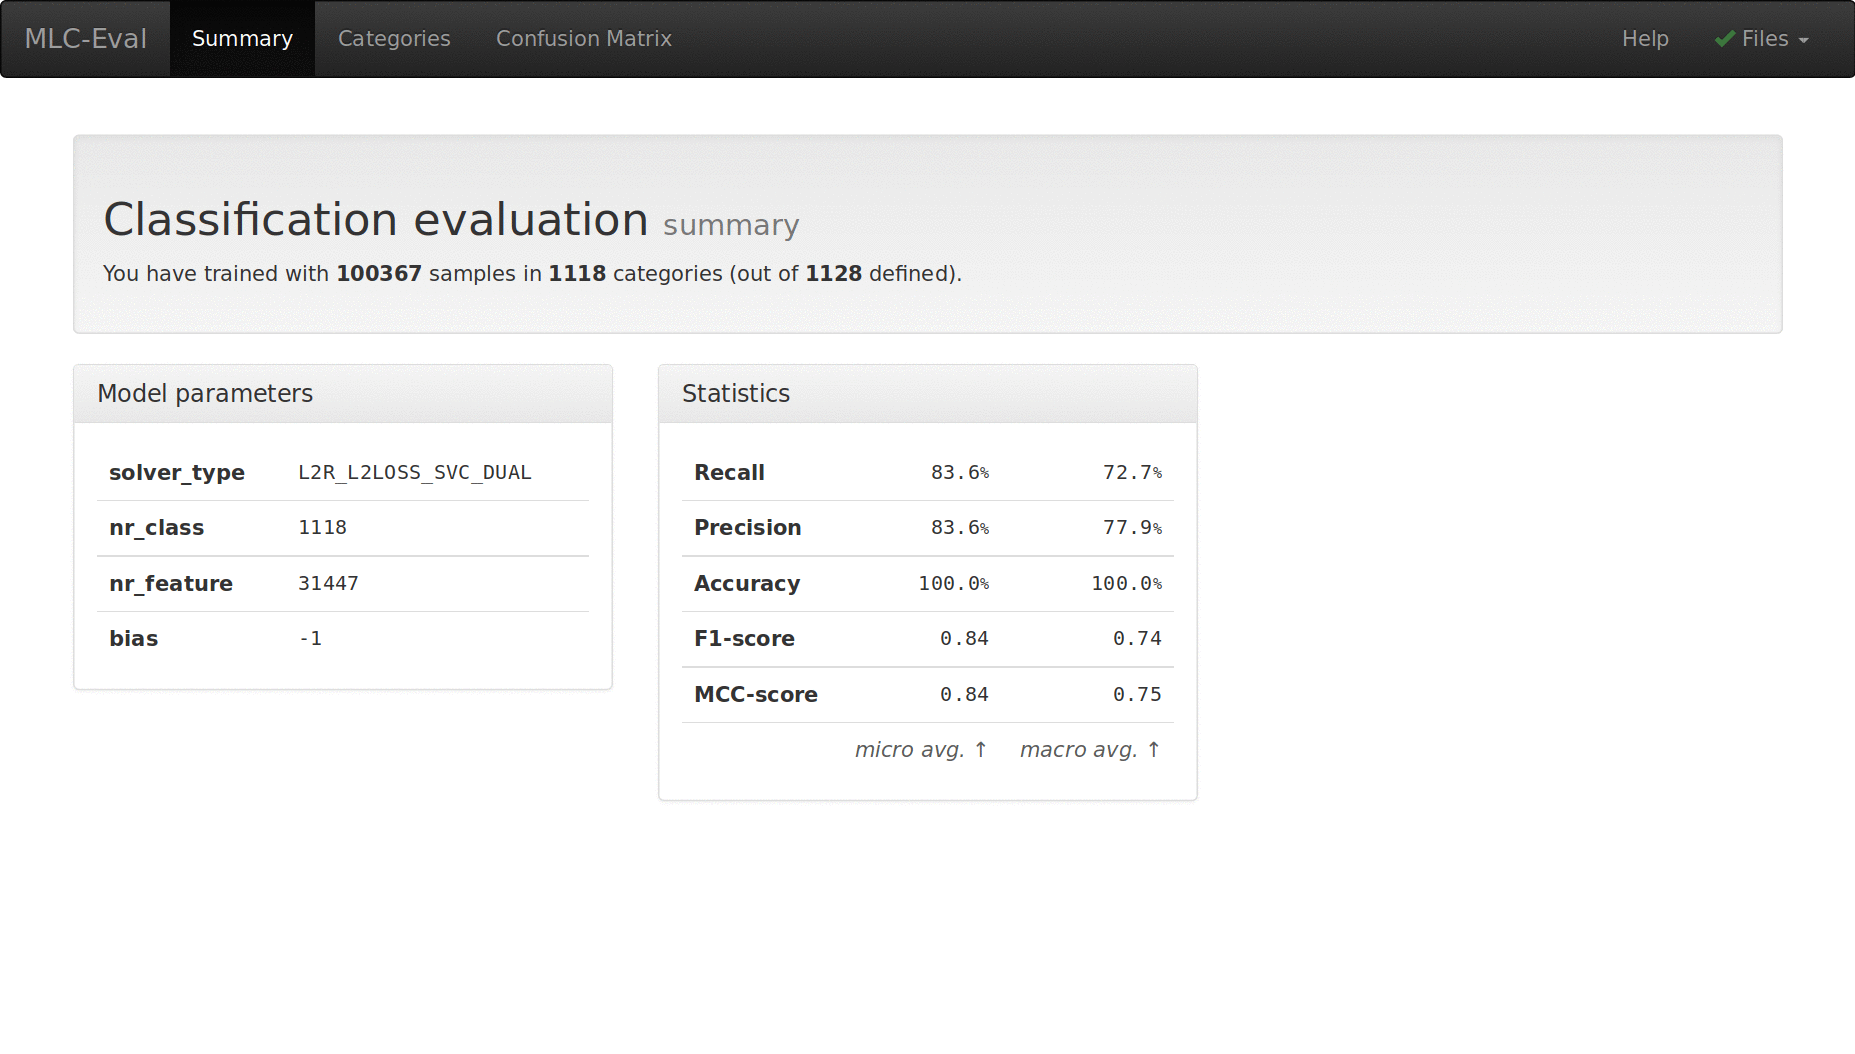 MLC-Eval Summary Categories Confusion Matrix Help Files
Classification evaluation summary
You have trained with 100367 samples in 1118 categories (out of 1128 defined).
Model parameters
solver_type L2R_L2LOSS_SVC_DUAL
nr_class 1118
nr_feature 31447
bias -1
Statistics
Recall 83.6% 72.7%
Precision 83.6% 77.9%
Accuracy 100.0% 100.0%
F1-score 0.84 0.74
MCC-score 0.84 0.75
micro avg. ↑ macro avg. ↑